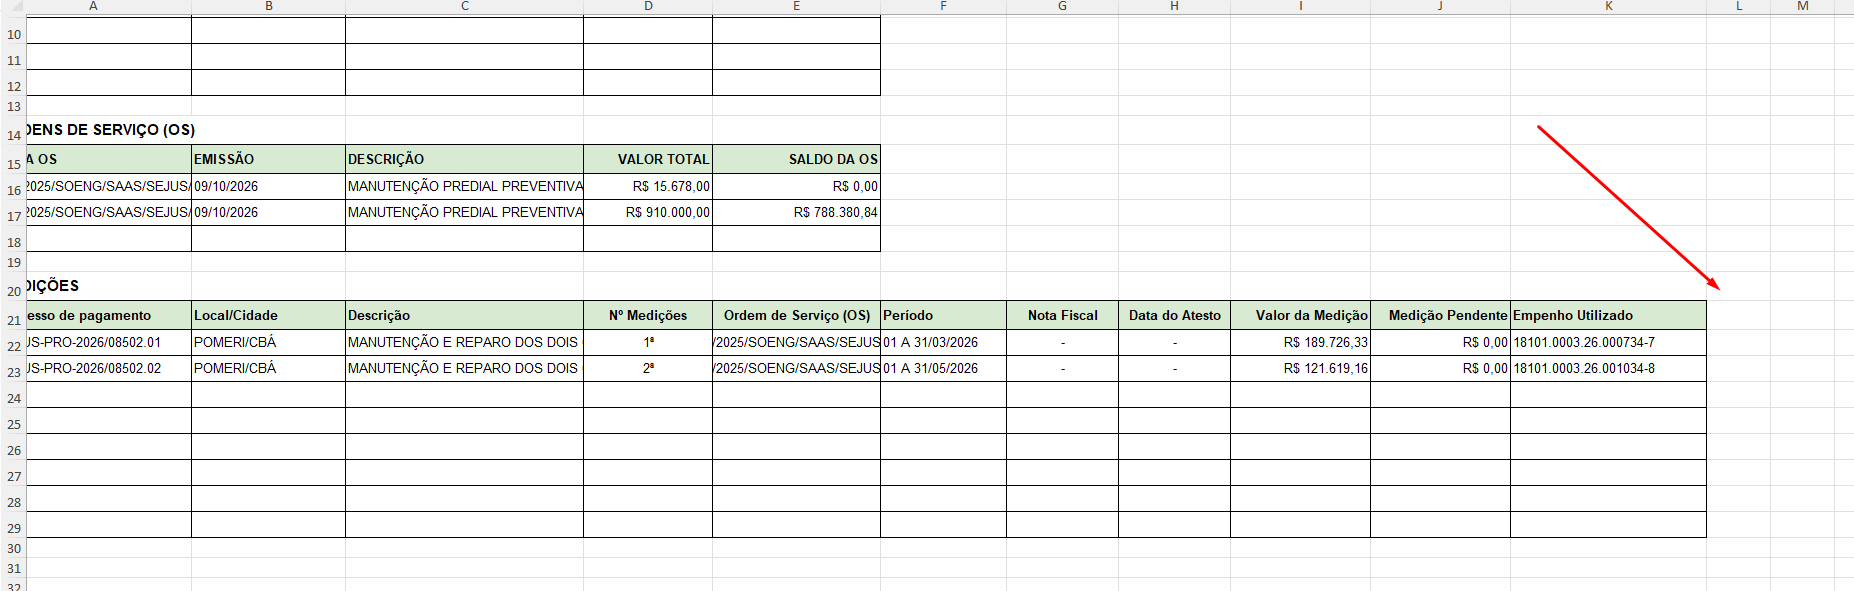 A B C D E F G H I J K L M
10
11
12
13
14 DENS DE SERVIÇO (OS)
15 A OS EMISSÃO DESCRIÇÃO VALOR TOTAL SALDO DA OS
16 2025/SOENG/SAAS/SEJUS/ 09/10/2026 MANUTENÇÃO PREDIAL PREVENTIVA R$ 15.678,00 R$ 0,00
17 2025/SOENG/SAAS/SEJUS/ 09/10/2026 MANUTENÇÃO PREDIAL PREVENTIVA R$ 910.000,00 R$ 788.380,84
18
19
20 DIÇÕES
21 esso de pagamento Local/Cidade Descrição Nº Medições Ordem de Serviço (OS) Período Nota Fiscal Data do Atesto Valor da Medição Medição Pendente Empenho Utilizado
22 JS-PRO-2026/08502.01 POMERI/CBÁ MANUTENÇÃO E REPARO DOS DOIS 1ª /2025/SOENG/SAAS/SEJUS 01 A 31/03/2026 - - R$ 189.726,33 R$ 0,00 18101.0003.26.000734-7
23 JS-PRO-2026/08502.02 POMERI/CBÁ MANUTENÇÃO E REPARO DOS DOIS 2ª /2025/SOENG/SAAS/SEJUS 01 A 31/05/2026 - - R$ 121.619,16 R$ 0,00 18101.0003.26.001034-8
24
25
26
27
28
29
30
31
32